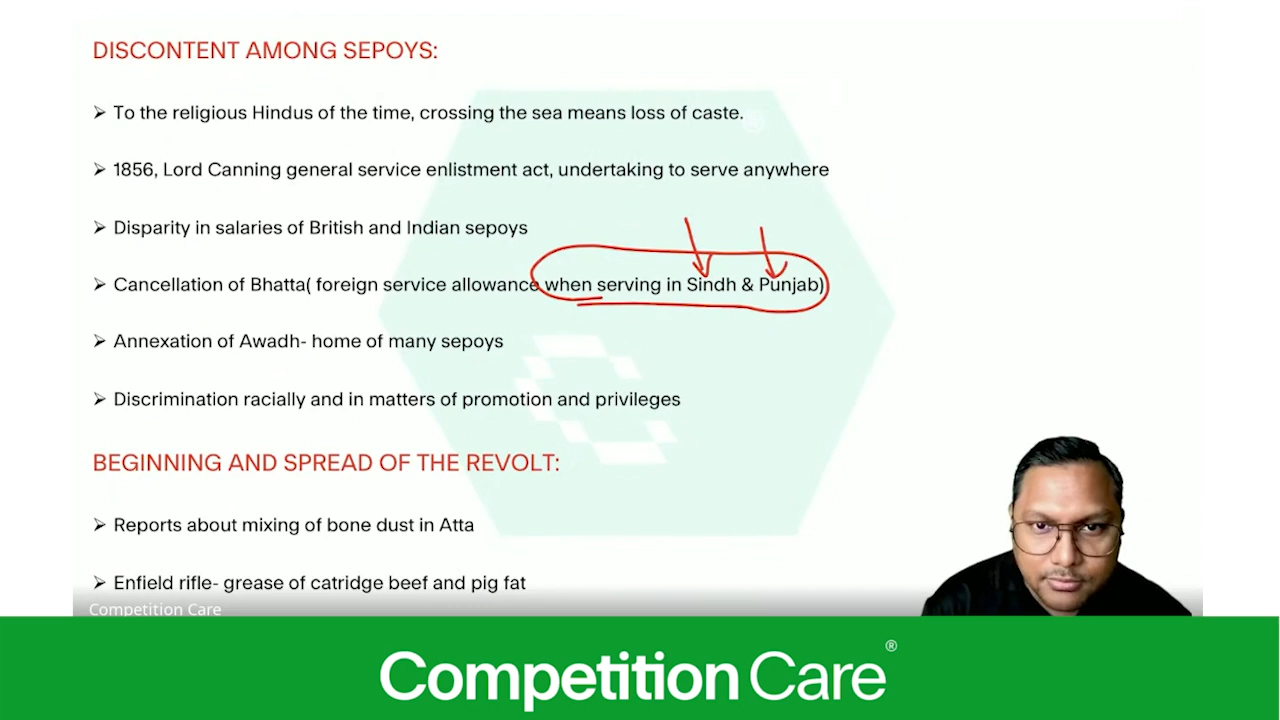 DISCONTENT AMONG SEPOYS:
➢ To the religious Hindus of the time, crossing the sea means loss of caste.
➢ 1856, Lord Canning general service enlistment act, undertaking to serve anywhere
➢ Disparity in salaries of British and Indian sepoys
➢ Cancellation of Bhatta( foreign service allowance when serving in Sindh & Punjab)
➢ Annexation of Awadh- home of many sepoys
➢ Discrimination racially and in matters of promotion and privileges
BEGINNING AND SPREAD OF THE REVOLT:
➢ Reports about mixing of bone dust in Atta
➢ Enfield rifle- grease of catridge beef and pig fat
Competition Care
Competition Care®